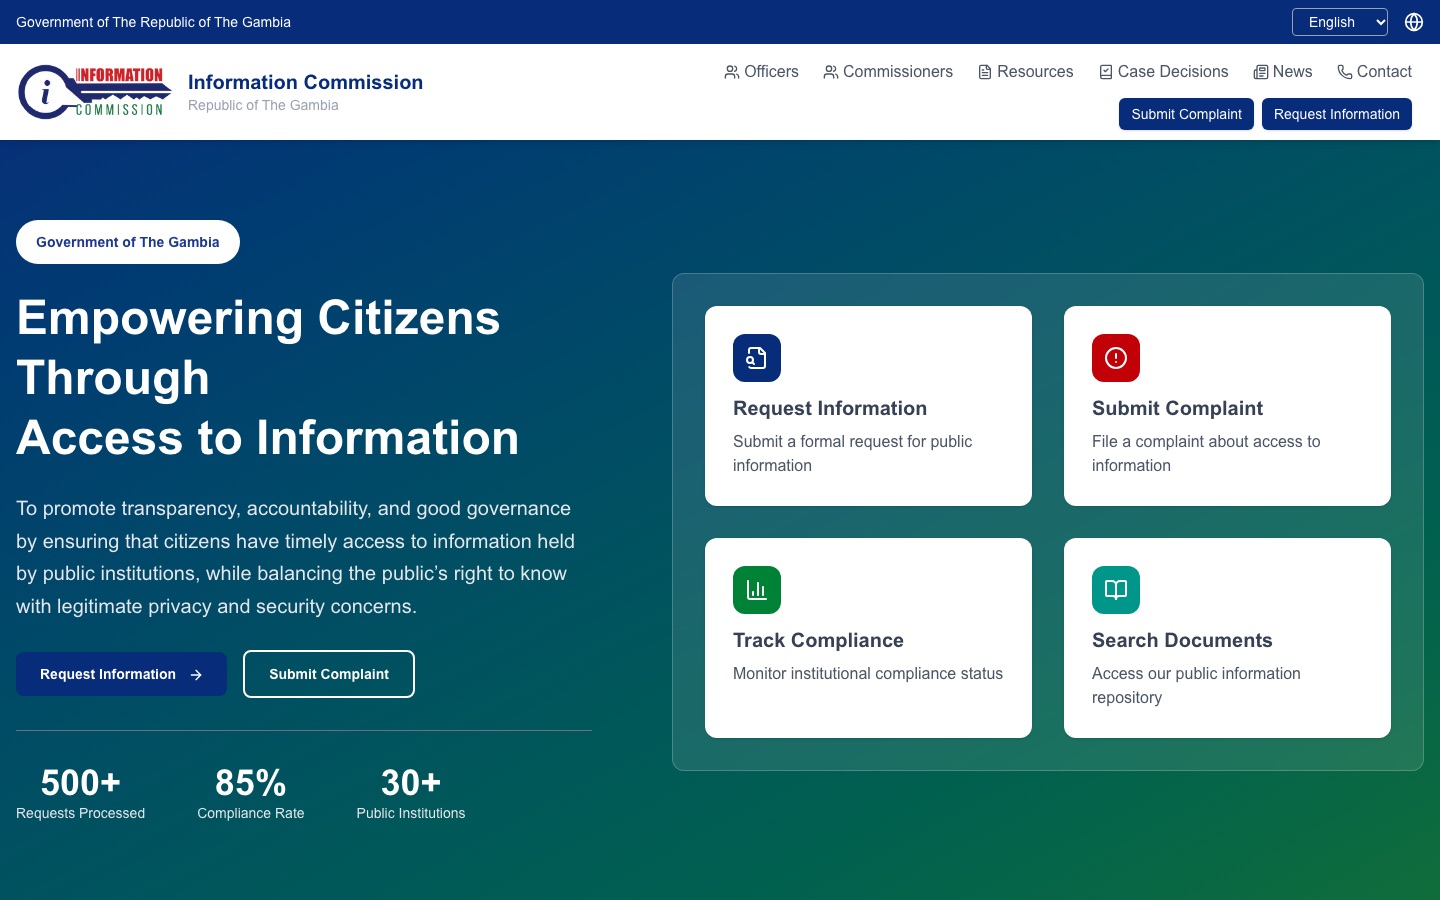 Government of The Republic of The Gambia
English
i
INFORMATION
COMMISSION
Information Commission
Republic of The Gambia
Officers
Commissioners
Resources
Case Decisions
News
Contact
Submit Complaint
Request Information
Government of The Gambia
Empowering Citizens
Through
Access to Information
To promote transparency, accountability, and good governance
by ensuring that citizens have timely access to information held
by public institutions, while balancing the public’s right to know
with legitimate privacy and security concerns.
Request Information
Submit Complaint
500+
Requests Processed
85%
Compliance Rate
30+
Public Institutions
Request Information
Submit a formal request for public
information
Submit Complaint
File a complaint about access to
information
Track Compliance
Monitor institutional compliance status
Search Documents
Access our public information
repository